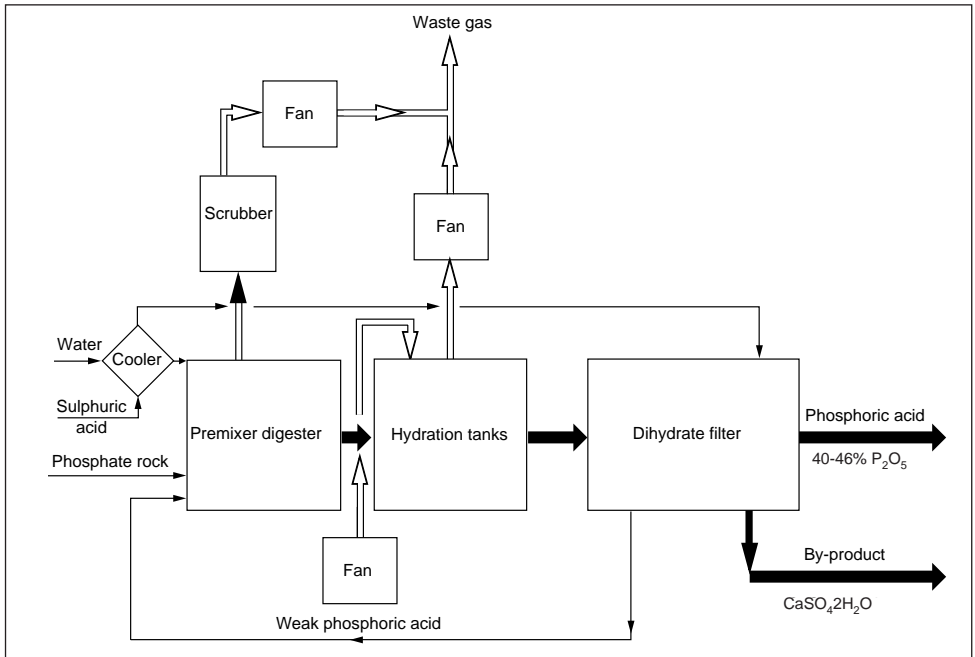 Waste gas
Fan
Scrubber
Fan
Water
Cooler
Sulphuric
acid
Premixer digester
Hydration tanks
Dihydrate filter
Phosphoric acid
40-46% P₂O₅
Phosphate rock
Fan
By-product
CaSO₄2H₂O
Weak phosphoric acid